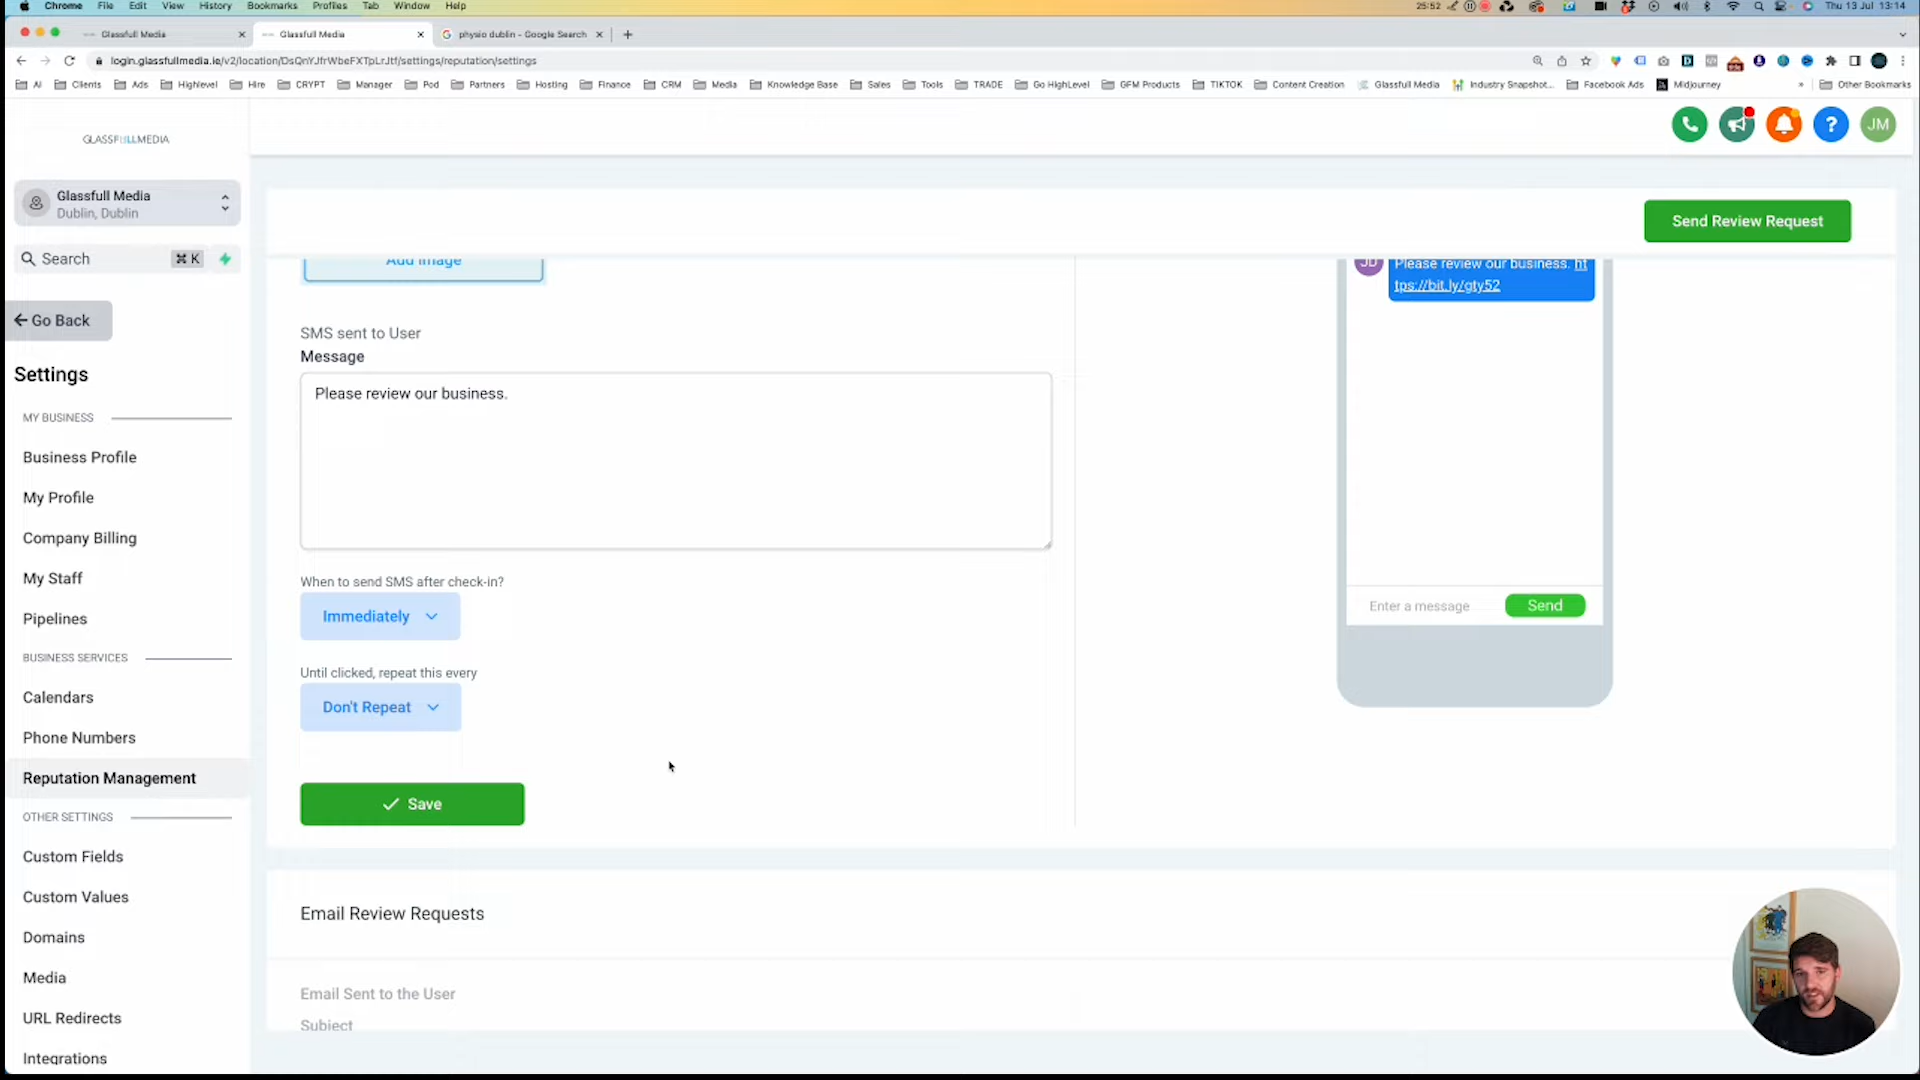 Chrome File Edit View History Bookmarks Profiles Tab Window Help 25:52 Thu 13 Jul 13:14
Glassfull Media Glassfull Media physio dublin - Google Search
login.glassfullmedia.ie/v2/location/DsQnYJfrWbeFXTpLrJtf/settings/reputation/settings
AI Clients Ads Highlevel Hire CRYPT Manager Pod Partners Hosting Finance CRM Media Knowledge Base Sales Tools TRADE Go HighLevel GFM Products TIKTOK Content Creation Glassfull Media Industry Snapshot... Facebook Ads Midjourney » Other Bookmarks
GLASSFULLMEDIA
? JM
Glassfull Media
Dublin, Dublin
Send Review Request
Search ⌘ K
Add Image
JD Please review our business. ht
tps://bit.ly/gty52
Go Back
SMS sent to User
Message
Settings
Please review our business.
MY BUSINESS
Business Profile
My Profile
Company Billing
My Staff
Pipelines
When to send SMS after check-in?
Immediately
Enter a message Send
BUSINESS SERVICES
Until clicked, repeat this every
Don't Repeat
Calendars
Phone Numbers
Reputation Management
Save
OTHER SETTINGS
Custom Fields
Custom Values
Domains
Media
URL Redirects
Integrations
Email Review Requests
Email Sent to the User
Subject